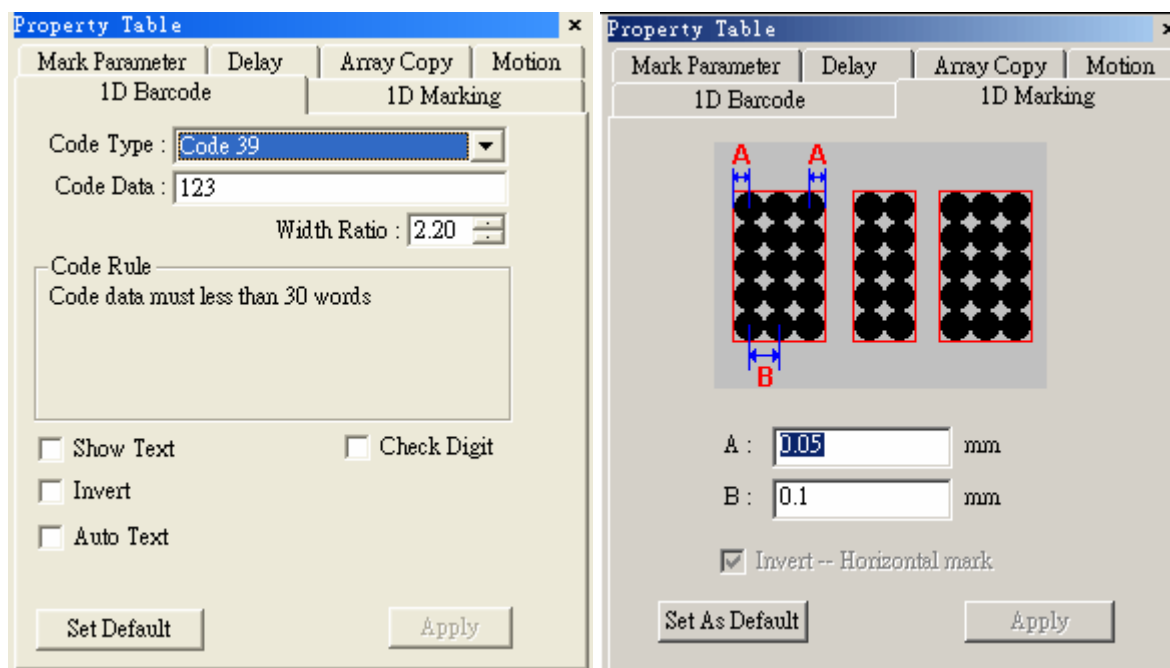 Property Table ×
Mark Parameter Delay Array Copy Motion
1D Barcode 1D Marking
Code Type : Code 39
Code Data : 123
Width Ratio : 2.20
Code Rule
Code data must less than 30 words
Show Text Check Digit
Invert
Auto Text
Set Default Apply
Property Table ×
Mark Parameter Delay Array Copy Motion
1D Barcode 1D Marking
A A
B
A : 0.05 mm
B : 0.1 mm
Invert -- Horizontal mark
Set As Default Apply